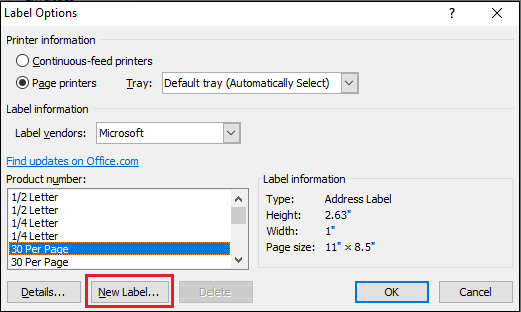 Label Options
?
Printer information
Continuous-feed printers
Page printers
Tray:
Default tray (Automatically Select)
Label information
Label vendors:
Microsoft
Find updates on Office.com
Product number:
1/2 Letter
1/2 Letter
1/4 Letter
1/4 Letter
30 Per Page
30 Per Page
Label information
Type: Address Label
Height: 2.63"
Width: 1"
Page size: 11" × 8.5"
Details...
New Label...
Delete
OK
Cancel